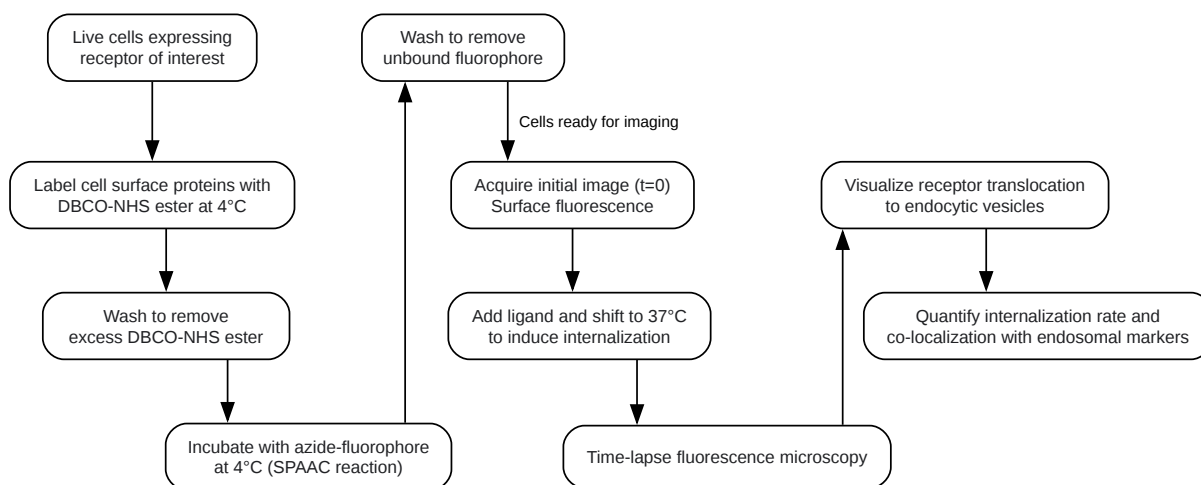 Live cells expressing
receptor of interest
Label cell surface proteins with
DBCO-NHS ester at 4°C
Wash to remove
excess DBCO-NHS ester
Incubate with azide-fluorophore
at 4°C (SPAAC reaction)
Wash to remove
unbound fluorophore
Cells ready for imaging
Acquire initial image (t=0)
Surface fluorescence
Add ligand and shift to 37°C
to induce internalization
Time-lapse fluorescence microscopy
Visualize receptor translocation
to endocytic vesicles
Quantify internalization rate and
co-localization with endosomal markers